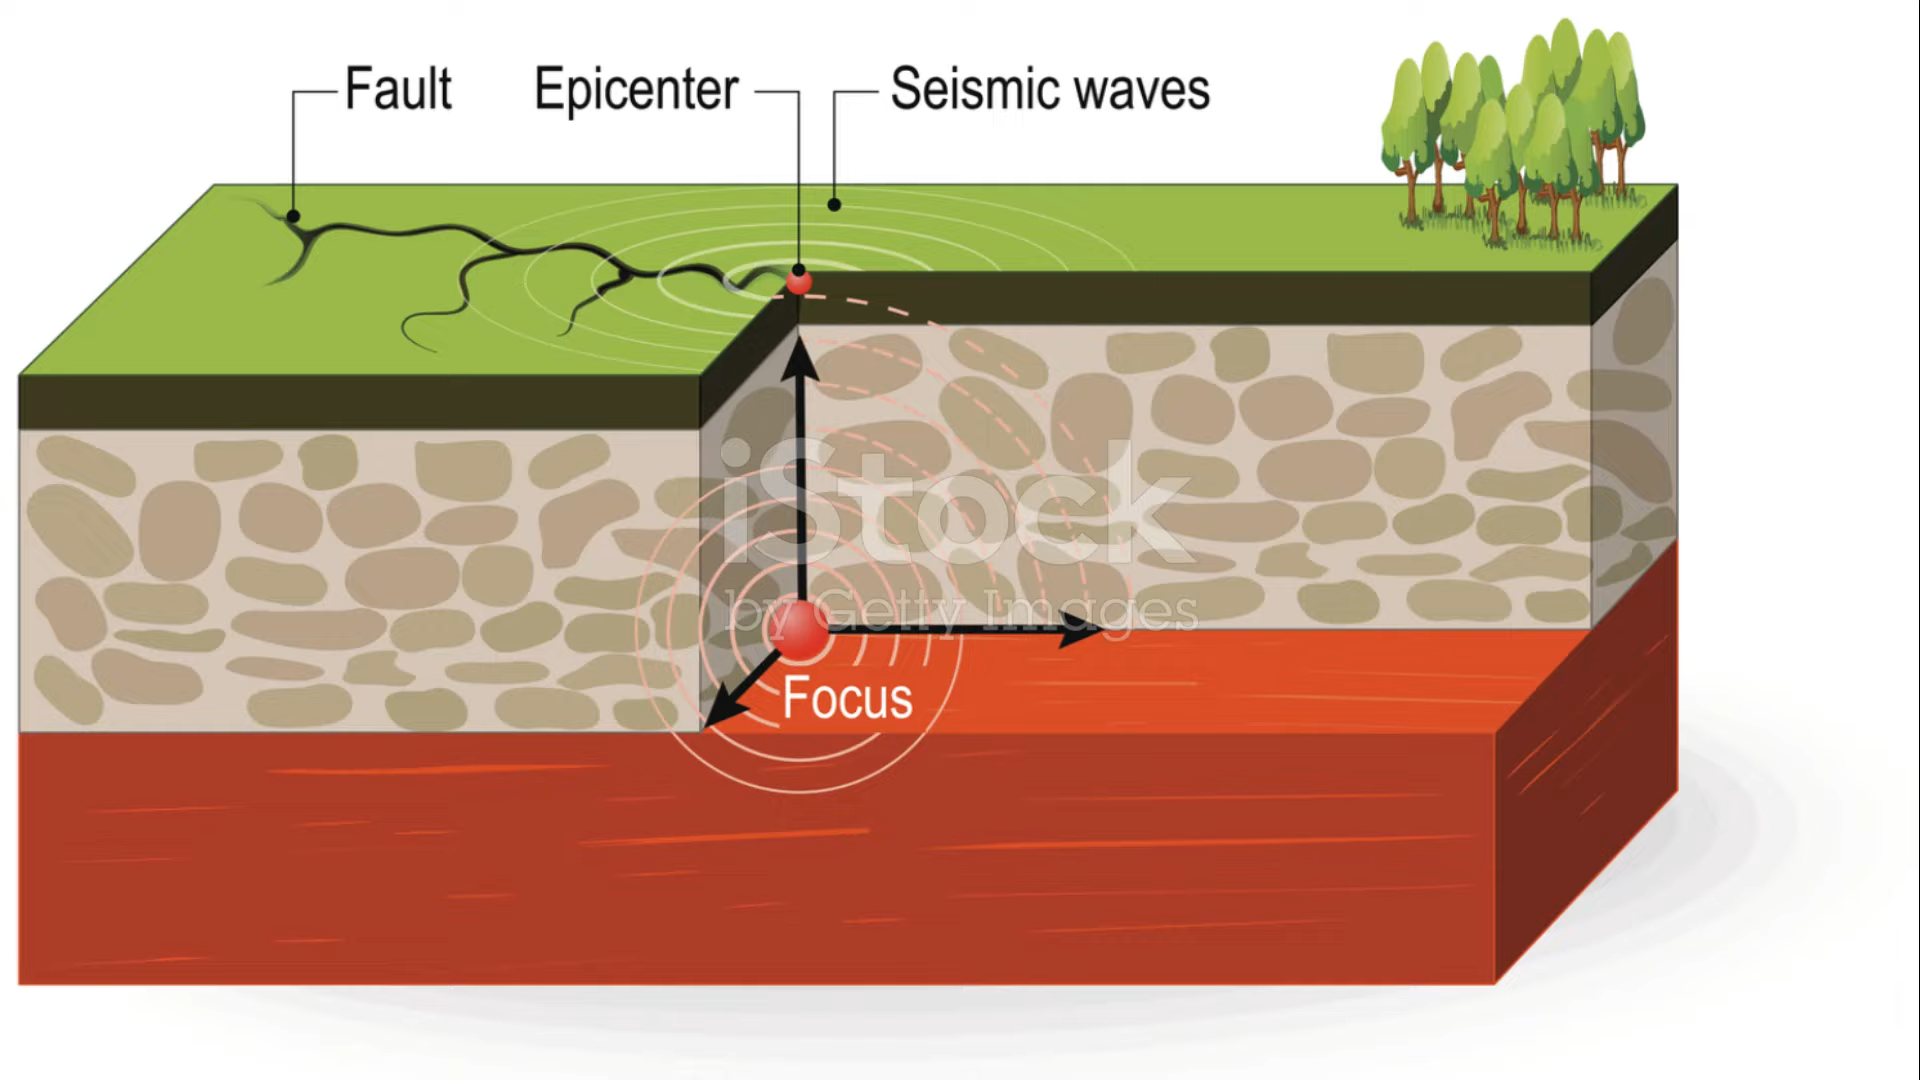 Fault
Epicenter
Seismic waves
iStock
by Getty Images
Focus